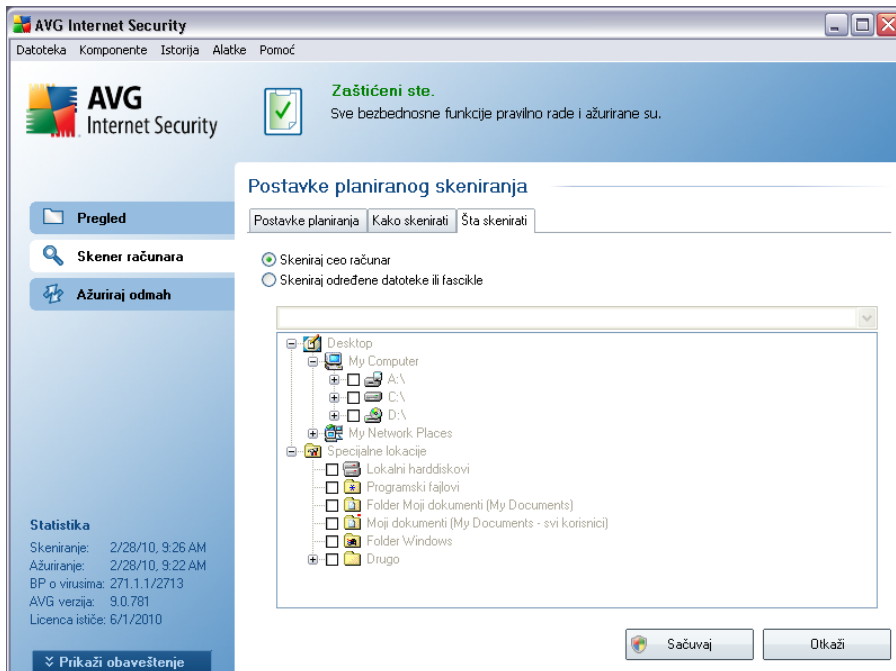 AVG Internet Security
Datoteka Komponente Istorija Alatke Pomoć
AVG
Internet Security
Zaštićeni ste.
Sve bezbednosne funkcije pravilno rade i ažurirane su.
Pregled
Skener računara
Ažuriraj odmah
Postavke planiranog skeniranja
Postavke planiranja Kako skenirati Šta skenirati
Skeniraj ceo računar
Skeniraj određene datoteke ili fascikle
Desktop
My Computer
A:\
C:\
D:\
My Network Places
Specijalne lokacije
Lokalni harddiskovi
Programski fajlovi
Folder Moji dokumenti (My Documents)
Moji dokumenti (My Documents - svi korisnici)
Folder Windows
Drugo
Statistika
Skeniranje: 2/28/10, 9:26 AM
Ažuriranje: 2/28/10, 9:22 AM
BP o virusima: 271.1.1/2713
AVG verzija: 9.0.781
Licenca ističe: 6/1/2010
Prikaži obaveštenje
Sačuvaj Otkaži